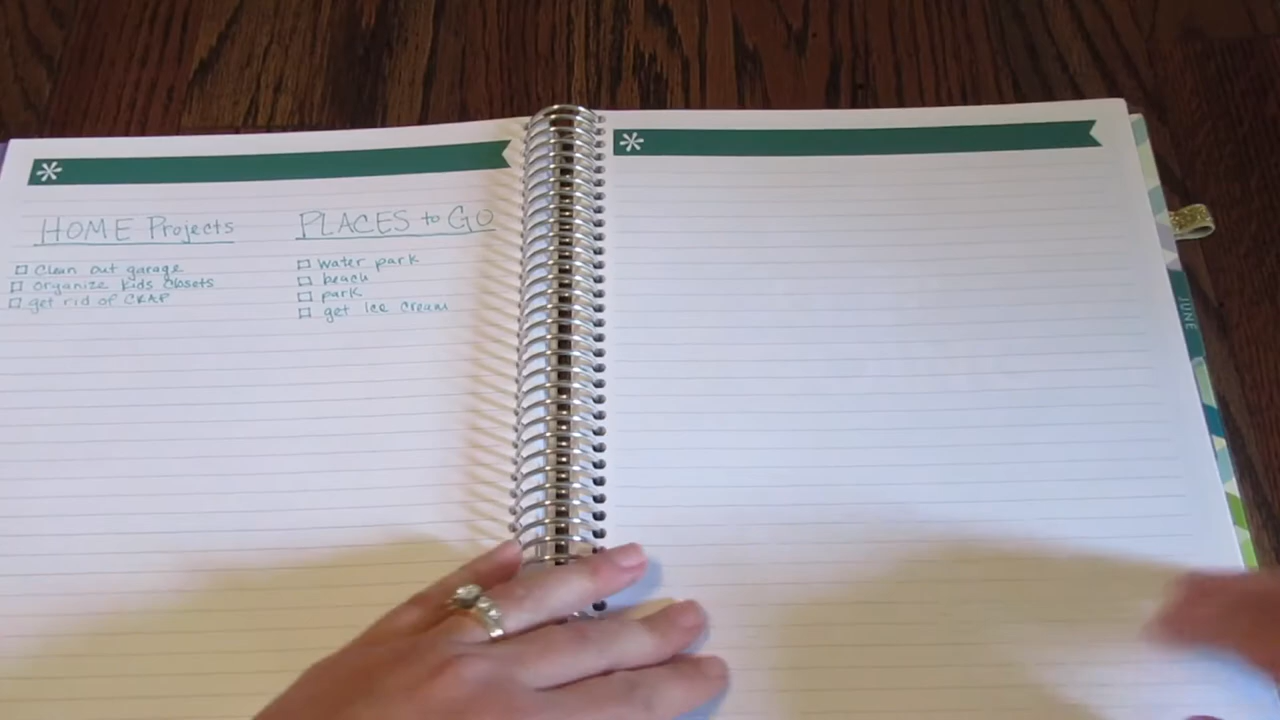 HOME Projects
□ Clean out garage
□ organize kids closets
□ get rid of CRAP
PLACES to GO
□ water park
□ beach
□ park
□ get ice cream
JUNE